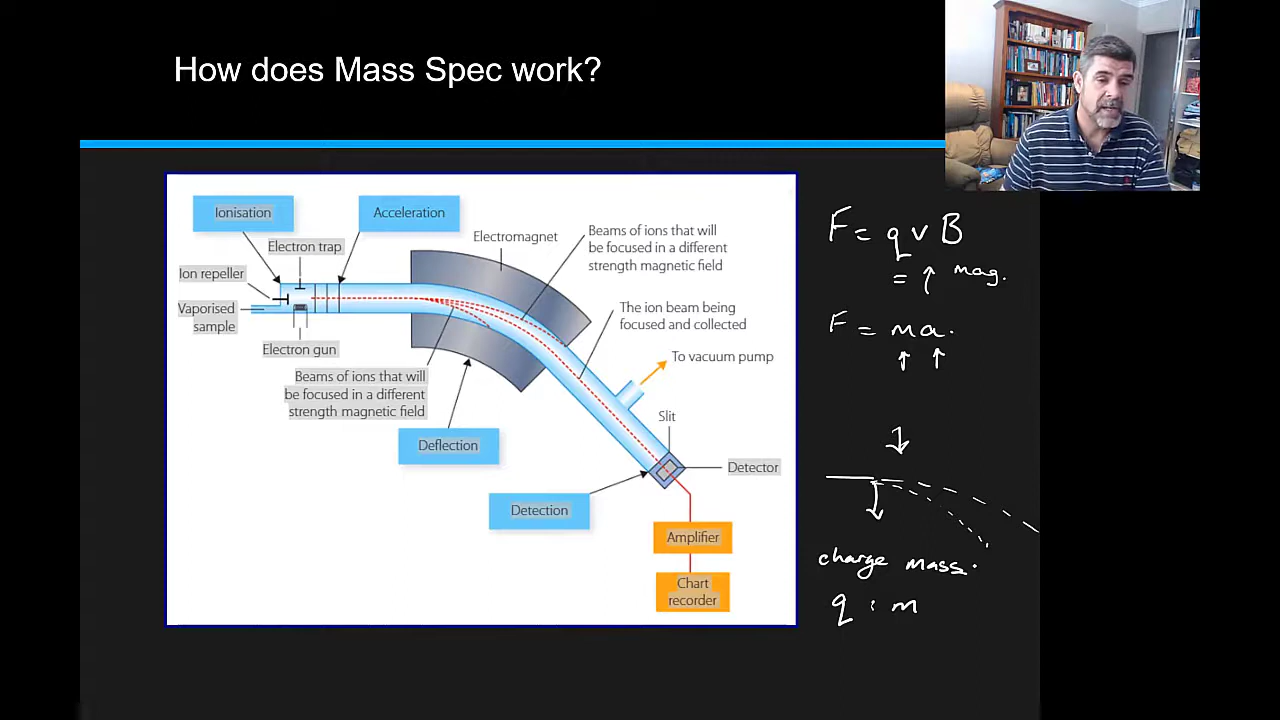 How does Mass Spec work?
Ionisation
Acceleration
Electron trap
Electromagnet
Beams of ions that will
be focused in a different
strength magnetic field
Ion repeller
Vaporised
sample
The ion beam being
focused and collected
Electron gun
To vacuum pump
Beams of ions that will
be focused in a different
strength magnetic field
Slit
Deflection
Detector
Detection
Amplifier
Chart
recorder
F = q v B
= ↑ mag.
F = ma.
↑ ↑
charge mass.
q : m